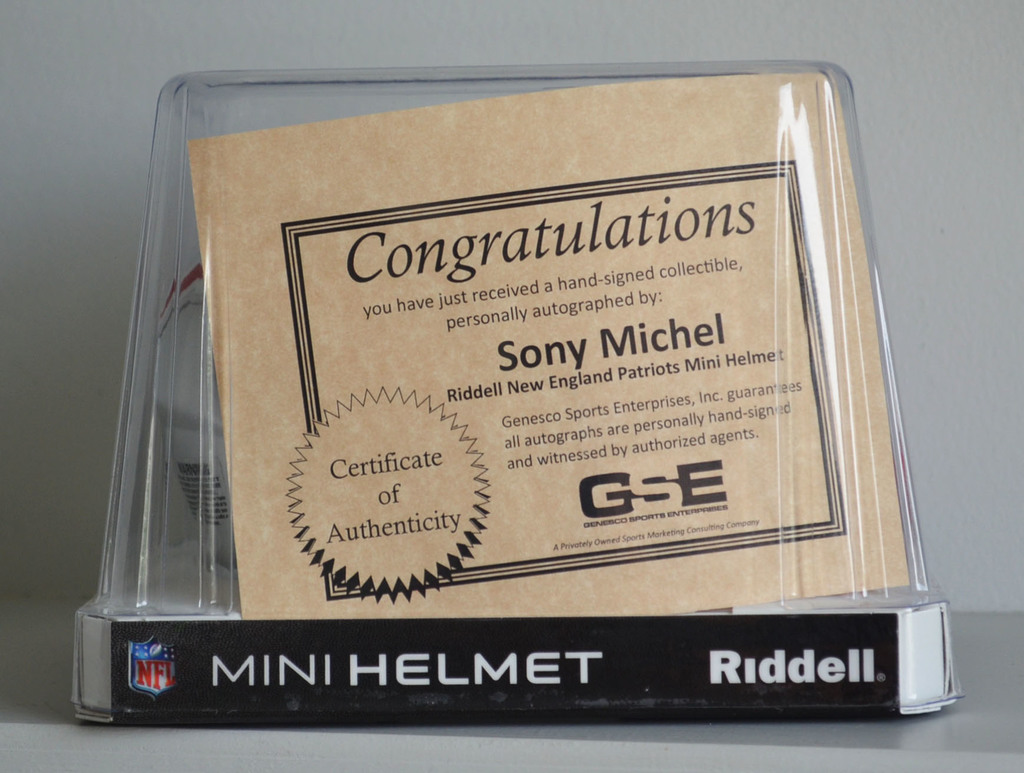 Congratulations
you have just received a hand-signed collectible,
personally autographed by:
Sony Michel
Riddell New England Patriots Mini Helmet
Genesco Sports Enterprises, Inc. guarantees
all autographs are personally hand-signed
and witnessed by authorized agents.
Certificate
of
Authenticity
GSE
GENESCO SPORTS ENTERPRISES
A Privately Owned Sports Marketing Consulting Company
WARNING
NFL
MINI HELMET
Riddell®